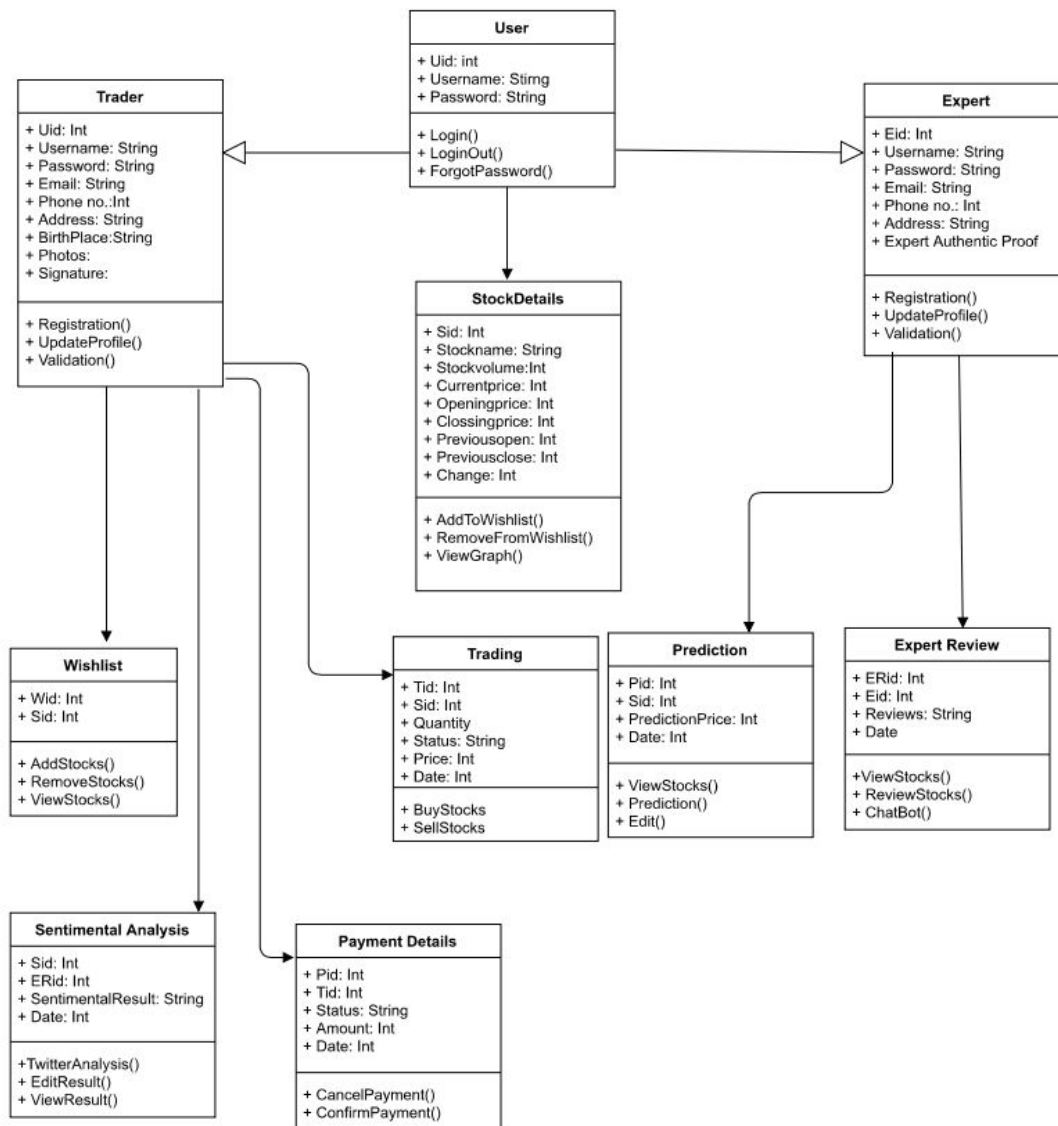 User
+ Uid: int
+ Username: Stirng
+ Password: String
+ Login()
+ LoginOut()
+ ForgotPassword()
Trader
+ Uid: Int
+ Username: String
+ Password: String
+ Email: String
+ Phone no.:Int
+ Address: String
+ BirthPlace:String
+ Photos:
+ Signature:
+ Registration()
+ UpdateProfile()
+ Validation()
Expert
+ Eid: Int
+ Username: String
+ Password: String
+ Email: String
+ Phone no.: Int
+ Address: String
+ Expert Authentic Proof
+ Registration()
+ UpdateProfile()
+ Validation()
StockDetails
+ Sid: Int
+ Stockname: String
+ Stockvolume:Int
+ Currentprice: Int
+ Openingprice: Int
+ Clossingprice: Int
+ Previousopen: Int
+ Previousclose: Int
+ Change: Int
+ AddToWishlist()
+ RemoveFromWishlist()
+ ViewGraph()
Wishlist
+ Wid: Int
+ Sid: Int
+ AddStocks()
+ RemoveStocks()
+ ViewStocks()
Trading
+ Tid: Int
+ Sid: Int
+ Quantity
+ Status: String
+ Price: Int
+ Date: Int
+ BuyStocks
+ SellStocks
Prediction
+ Pid: Int
+ Sid: Int
+ PredictionPrice: Int
+ Date: Int
+ ViewStocks()
+ Prediction()
+ Edit()
Expert Review
+ ERid: Int
+ Eid: Int
+ Reviews: String
+ Date
+ViewStocks()
+ ReviewStocks()
+ ChatBot()
Sentimental Analysis
+ Sid: Int
+ ERid: Int
+ SentimentalResult: String
+ Date: Int
+TwitterAnalysis()
+ EditResult()
+ ViewResult()
Payment Details
+ Pid: Int
+ Tid: Int
+ Status: String
+ Amount: Int
+ Date: Int
+ CancelPayment()
+ ConfirmPayment()